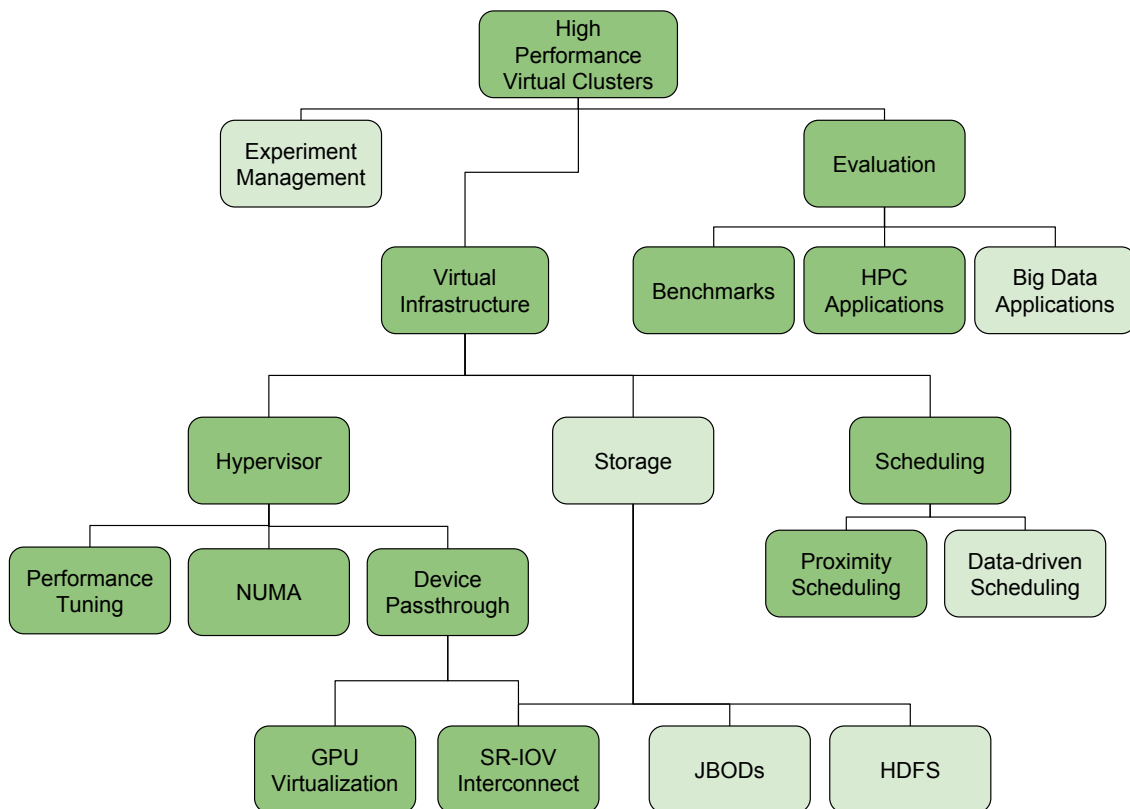 High
Performance
Virtual Clusters
Experiment
Management
Evaluation
Virtual
Infrastructure
Benchmarks
HPC
Applications
Big Data
Applications
Hypervisor
Storage
Scheduling
Performance
Tuning
NUMA
Device
Passthrough
Proximity
Scheduling
Data-driven
Scheduling
GPU
Virtualization
SR-IOV
Interconnect
JBODs
HDFS